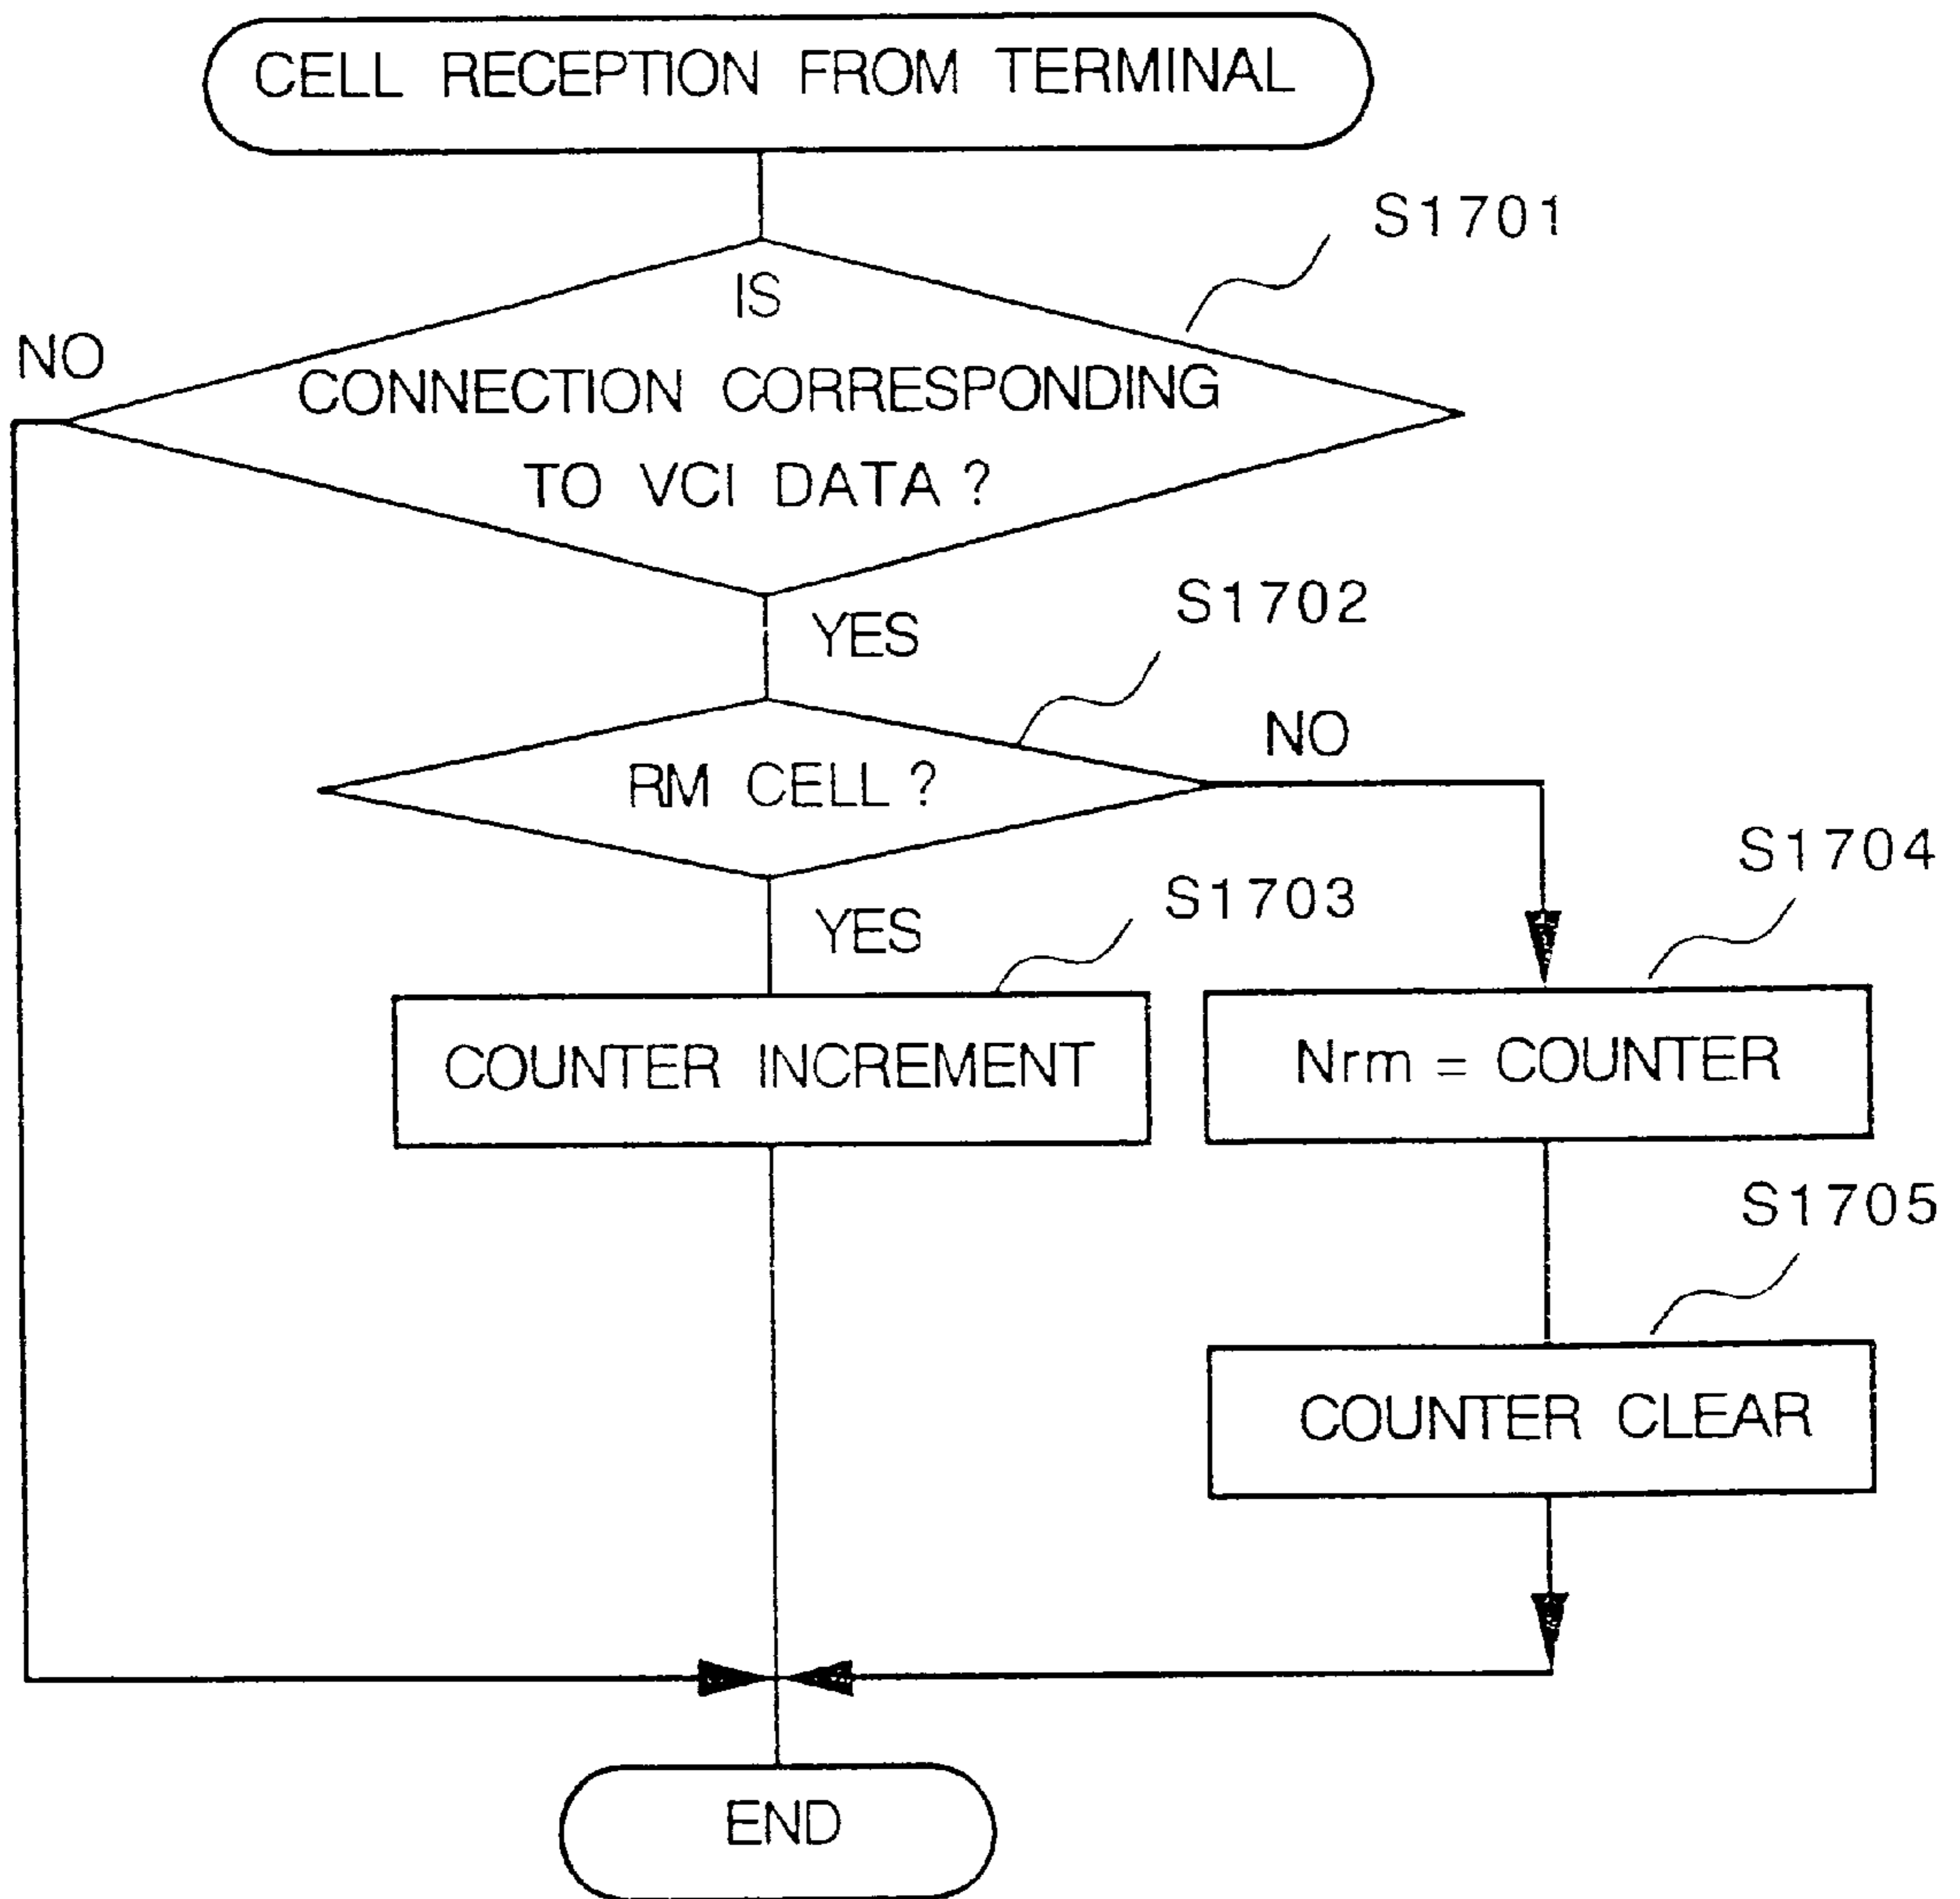 CELL RECEPTION FROM TERMINAL
S1701
IS
NO
CONNECTION CORRESPONDING
TO VCI DATA ?
S1702
YES
NO
RM CELL ?
S1704
S1703
YES
COUNTER INCREMENT
Nrm = COUNTER
S1705
COUNTER CLEAR
END